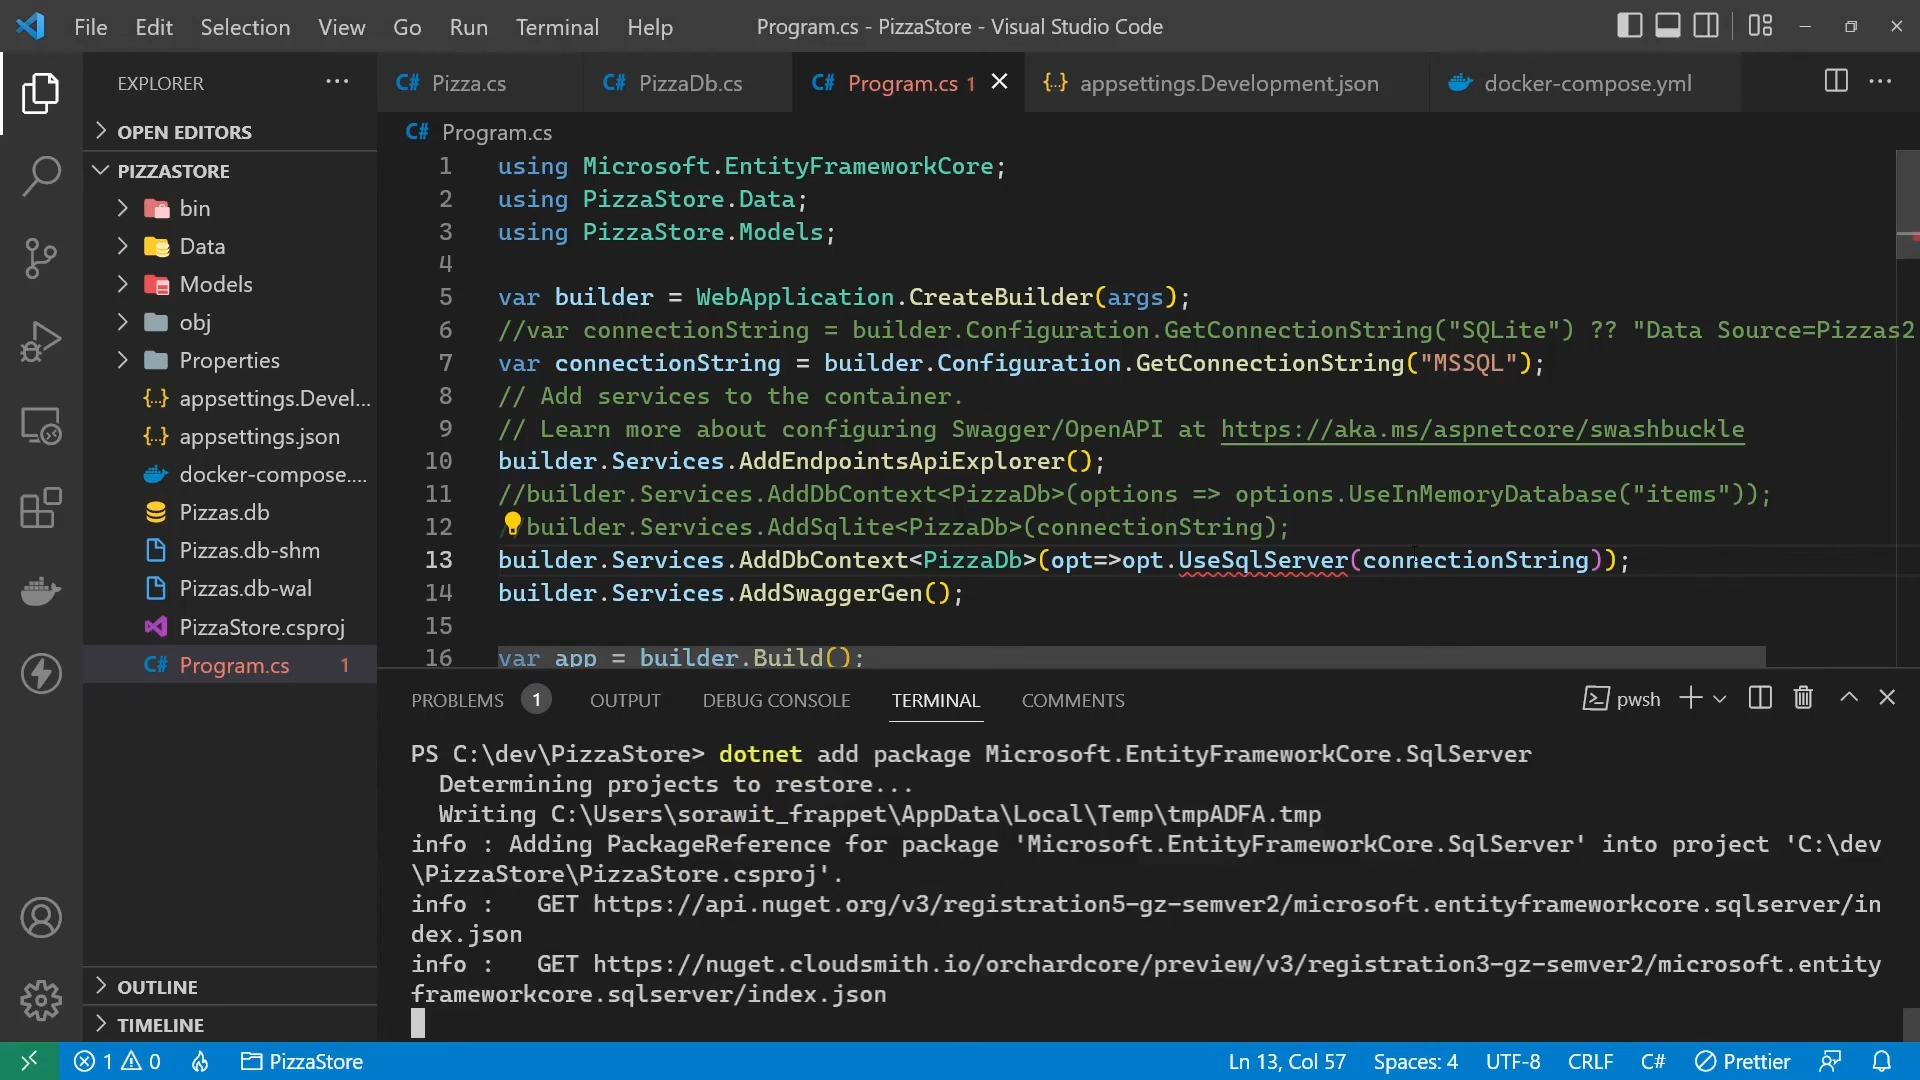 File Edit Selection View Go Run Terminal Help
Program.cs - PizzaStore - Visual Studio Code
EXPLORER
OPEN EDITORS
PIZZASTORE
bin
Data
Models
obj
Properties
appsettings.Devel...
appsettings.json
docker-compose....
Pizzas.db
Pizzas.db-shm
Pizzas.db-wal
PizzaStore.csproj
Program.cs 1
OUTLINE
TIMELINE
Pizza.cs PizzaDb.cs Program.cs 1 appsettings.Development.json docker-compose.yml
C# Program.cs
1 using Microsoft.EntityFrameworkCore;
2 using PizzaStore.Data;
3 using PizzaStore.Models;
4
5 var builder = WebApplication.CreateBuilder(args);
6 //var connectionString = builder.Configuration.GetConnectionString("SQLite") ?? "Data Source=Pizzas2
7 var connectionString = builder.Configuration.GetConnectionString("MSSQL");
8 // Add services to the container.
9 // Learn more about configuring Swagger/OpenAPI at https://aka.ms/aspnetcore/swashbuckle
10 builder.Services.AddEndpointsApiExplorer();
11 //builder.Services.AddDbContext<PizzaDb>(options => options.UseInMemoryDatabase("items"));
12 /builder.Services.AddSqlite<PizzaDb>(connectionString);
13 builder.Services.AddDbContext<PizzaDb>(opt=>opt.UseSqlServer(connectionString));
14 builder.Services.AddSwaggerGen();
15
16 var app = builder.Build();
PROBLEMS 1 OUTPUT DEBUG CONSOLE TERMINAL COMMENTS pwsh
PS C:\dev\PizzaStore> dotnet add package Microsoft.EntityFrameworkCore.SqlServer
Determining projects to restore...
Writing C:\Users\sorawit_frappet\AppData\Local\Temp\tmpADFA.tmp
info : Adding PackageReference for package 'Microsoft.EntityFrameworkCore.SqlServer' into project 'C:\dev
\PizzaStore\PizzaStore.csproj'.
info :   GET https://api.nuget.org/v3/registration5-gz-semver2/microsoft.entityframeworkcore.sqlserver/in
dex.json
info :   GET https://nuget.cloudsmith.io/orchardcore/preview/v3/registration3-gz-semver2/microsoft.entity
frameworkcore.sqlserver/index.json
1 0 PizzaStore Ln 13, Col 57 Spaces: 4 UTF-8 CRLF C# Prettier